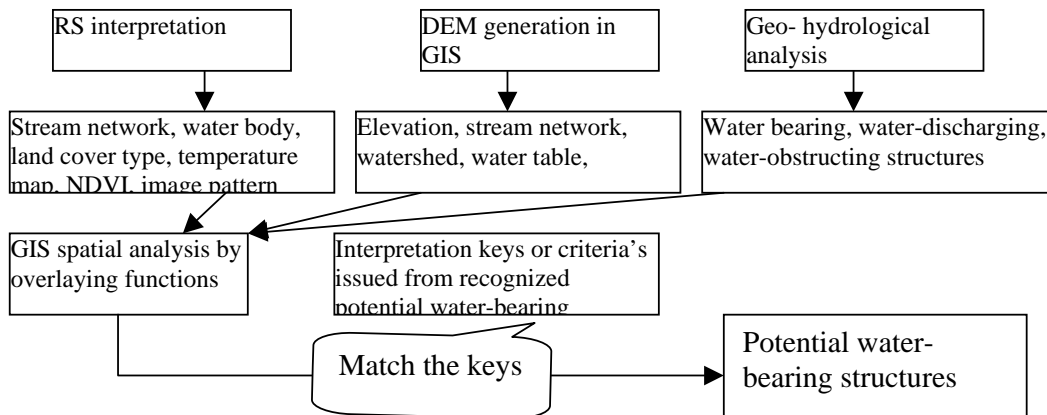 RS interpretation
DEM generation in
GIS
Geo- hydrological
analysis
Stream network, water body,
land cover type, temperature
map, NDVI, image pattern
Elevation, stream network,
watershed, water table,
Water bearing, water-discharging,
water-obstructing structures
GIS spatial analysis by
overlaying functions
Interpretation keys or criteria’s
issued from recognized
potential water-bearing
Match the keys
Potential water-
bearing structures